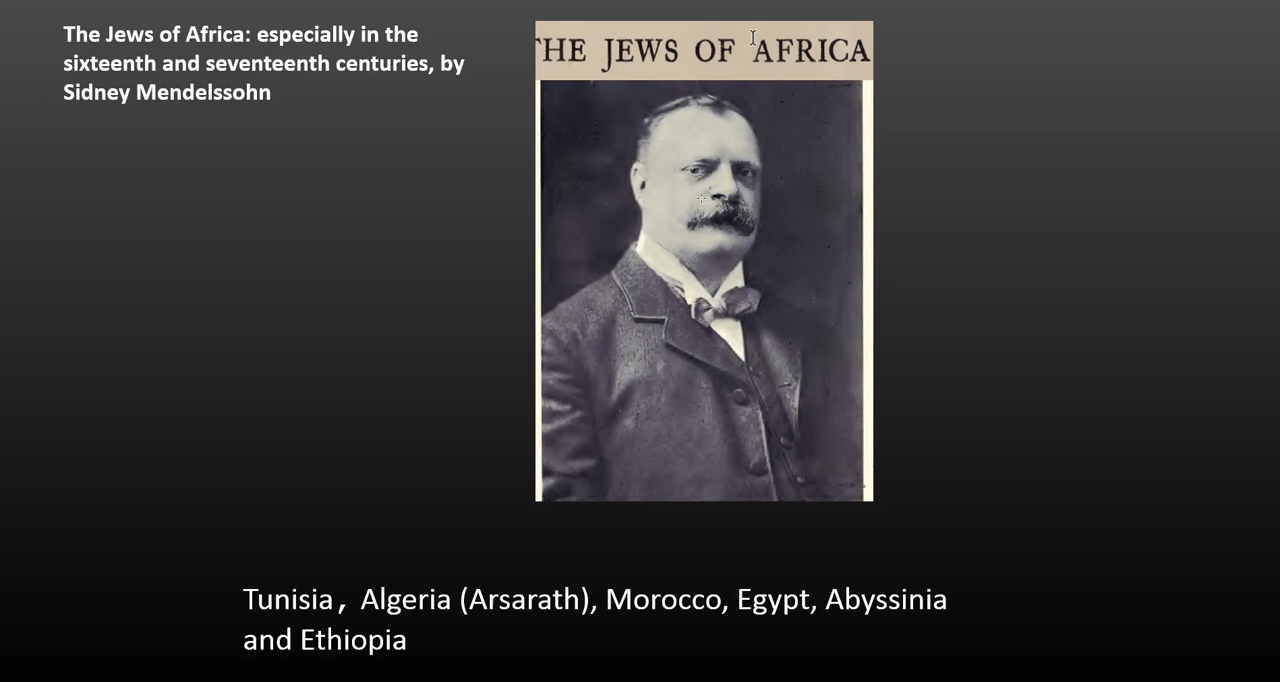 The Jews of Africa: especially in the
sixteenth and seventeenth centuries, by
Sidney Mendelssohn
THE JEWS OF AFRICA
Tunisia, Algeria (Arsarath), Morocco, Egypt, Abyssinia
and Ethiopia